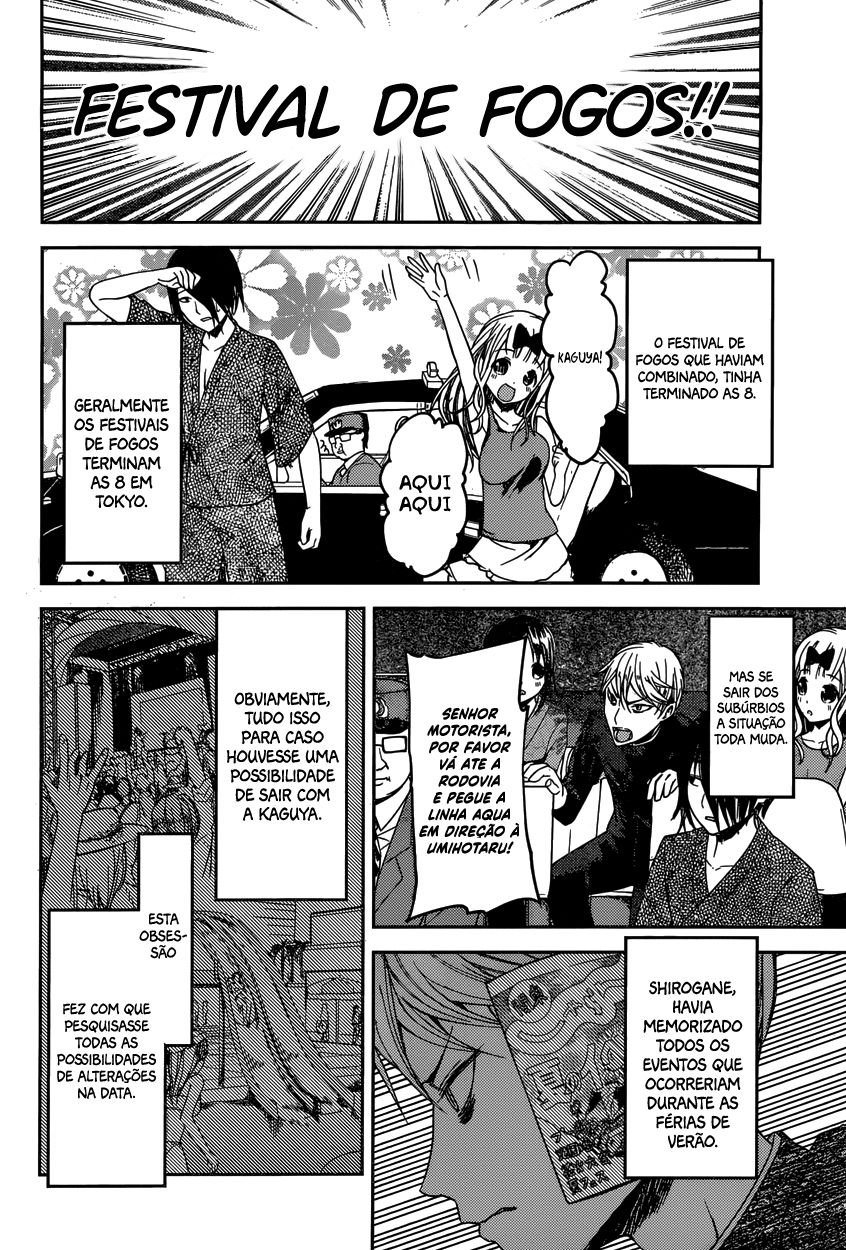 FESTIVAL DE FOGOS!!
O FESTIVAL DE
FOGOS QUE HAVIAM
COMBINADO, TINHA
TERMINADO AS 8.
KAGUYA!
AQUI
AQUI
GERALMENTE
OS FESTIVAIS
DE FOGOS
TERMINAM
AS 8 EM
TOKYO.
MAS SE
SAIR DOS
SUBÚRBIOS
A SITUAÇÃO
TODA MUDA.
SENHOR
MOTORISTA,
POR FAVOR
VÁ ATE A
RODOVIA
E PEGUE A
LINHA AQUA
EM DIREÇÃO À
UMIHOTARU!
SHIROGANE,
HAVIA
MEMORIZADO
TODOS OS
EVENTOS QUE
OCORRERIAM
DURANTE AS
FÉRIAS DE
VERÃO.
OBVIAMENTE,
TUDO ISSO
PARA CASO
HOUVESSE UMA
POSSIBILIDADE
DE SAIR COM
A KAGUYA.
ESTA
OBSES-
SÃO
FEZ COM QUE
PESQUISASSE
TODAS AS
POSSIBILIDADES
DE ALTERAÇÕES
NA DATA.